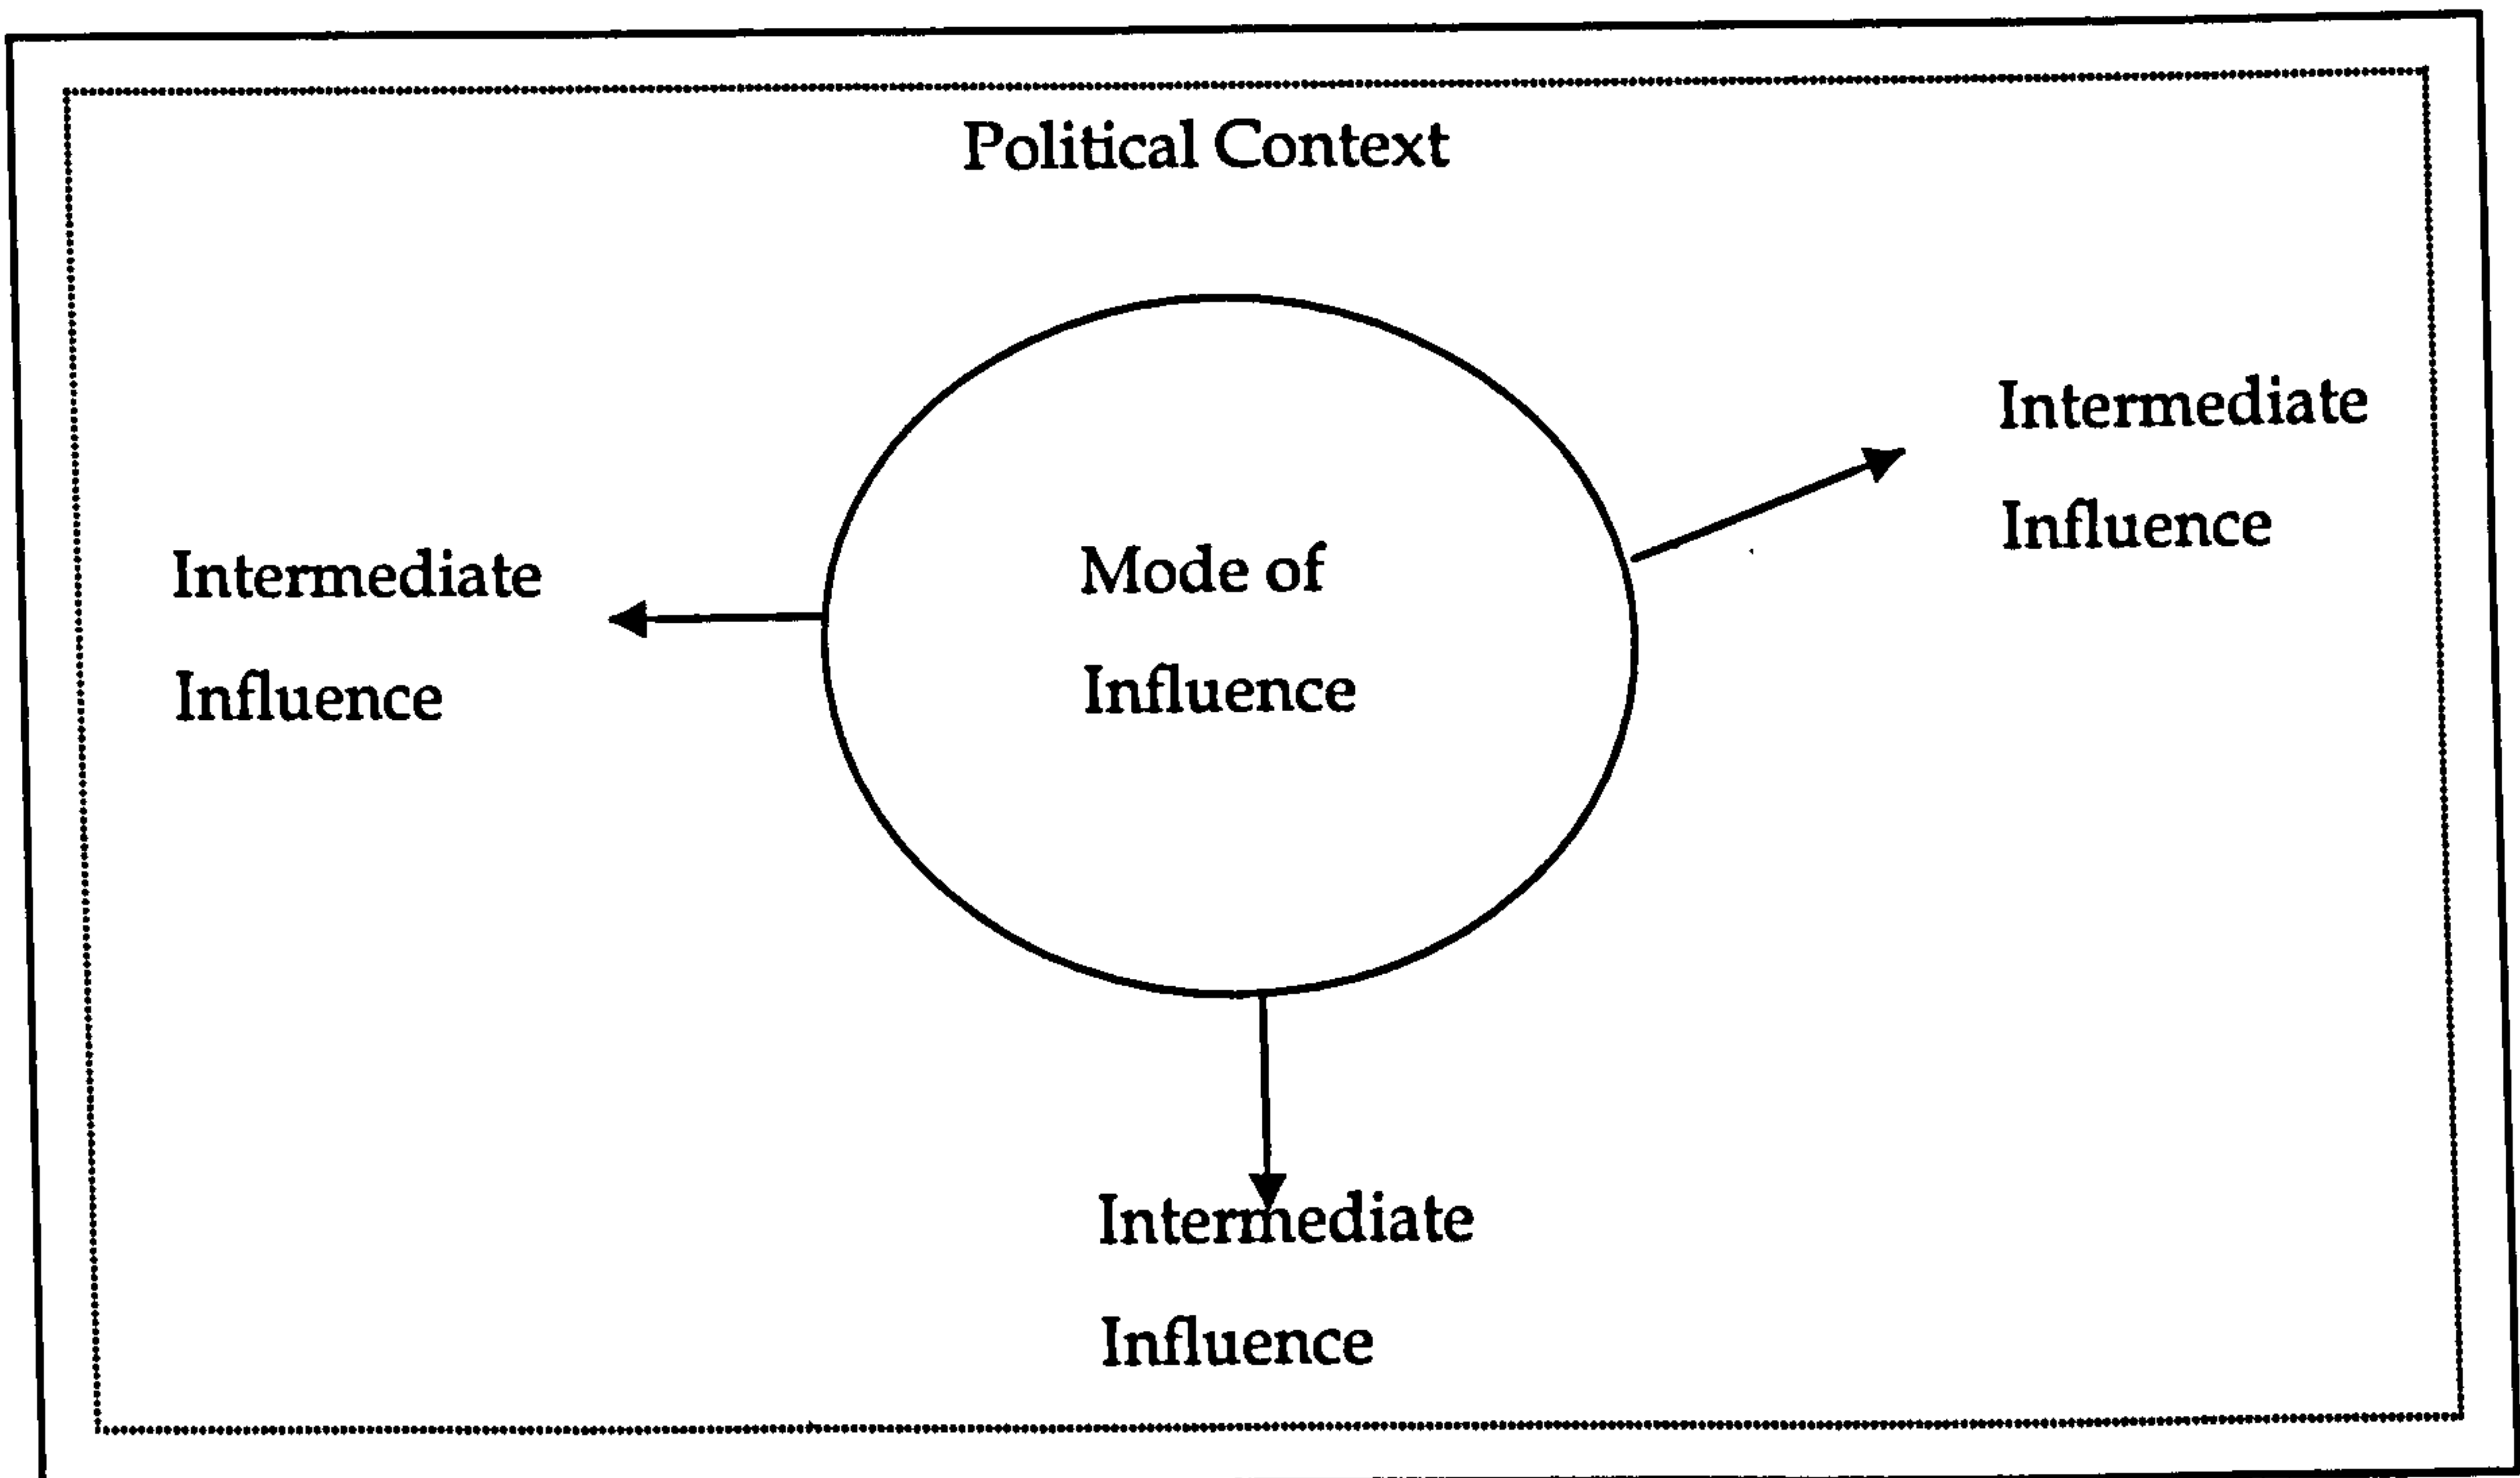 Political Context
Intermediate
Influence
Mode of
Influence
Intermediate
Influence
Intermediate
Influence